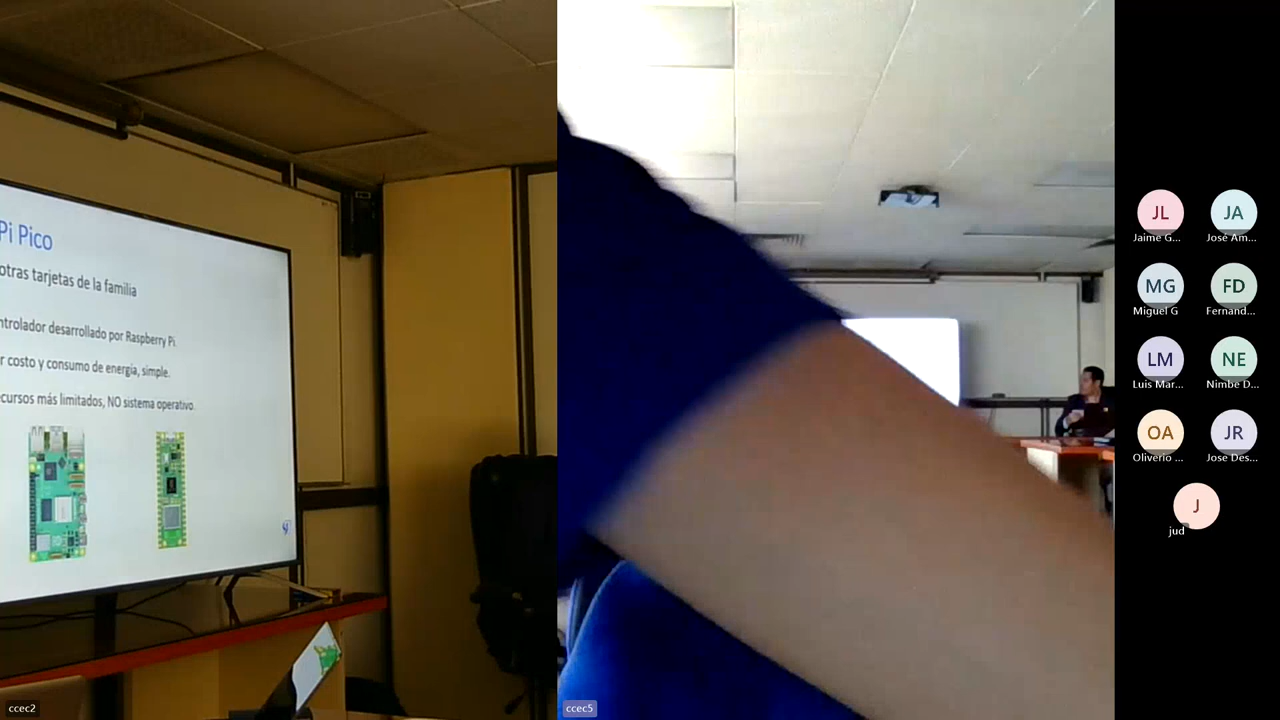 Pi Pico
otras tarjetas de la familia
ntrolador desarrollado por Raspberry Pi.
r costo y consumo de energía, simple.
ecursos más limitados, NO sistema operativo.
ccec2
ccec5
JL
JA
Jaime G...
José Am...
MG
FD
Miguel G
Fernand...
LM
NE
Luis Mar...
Nimbe D...
OA
JR
Oliverio ...
Jose Des...
J
jud